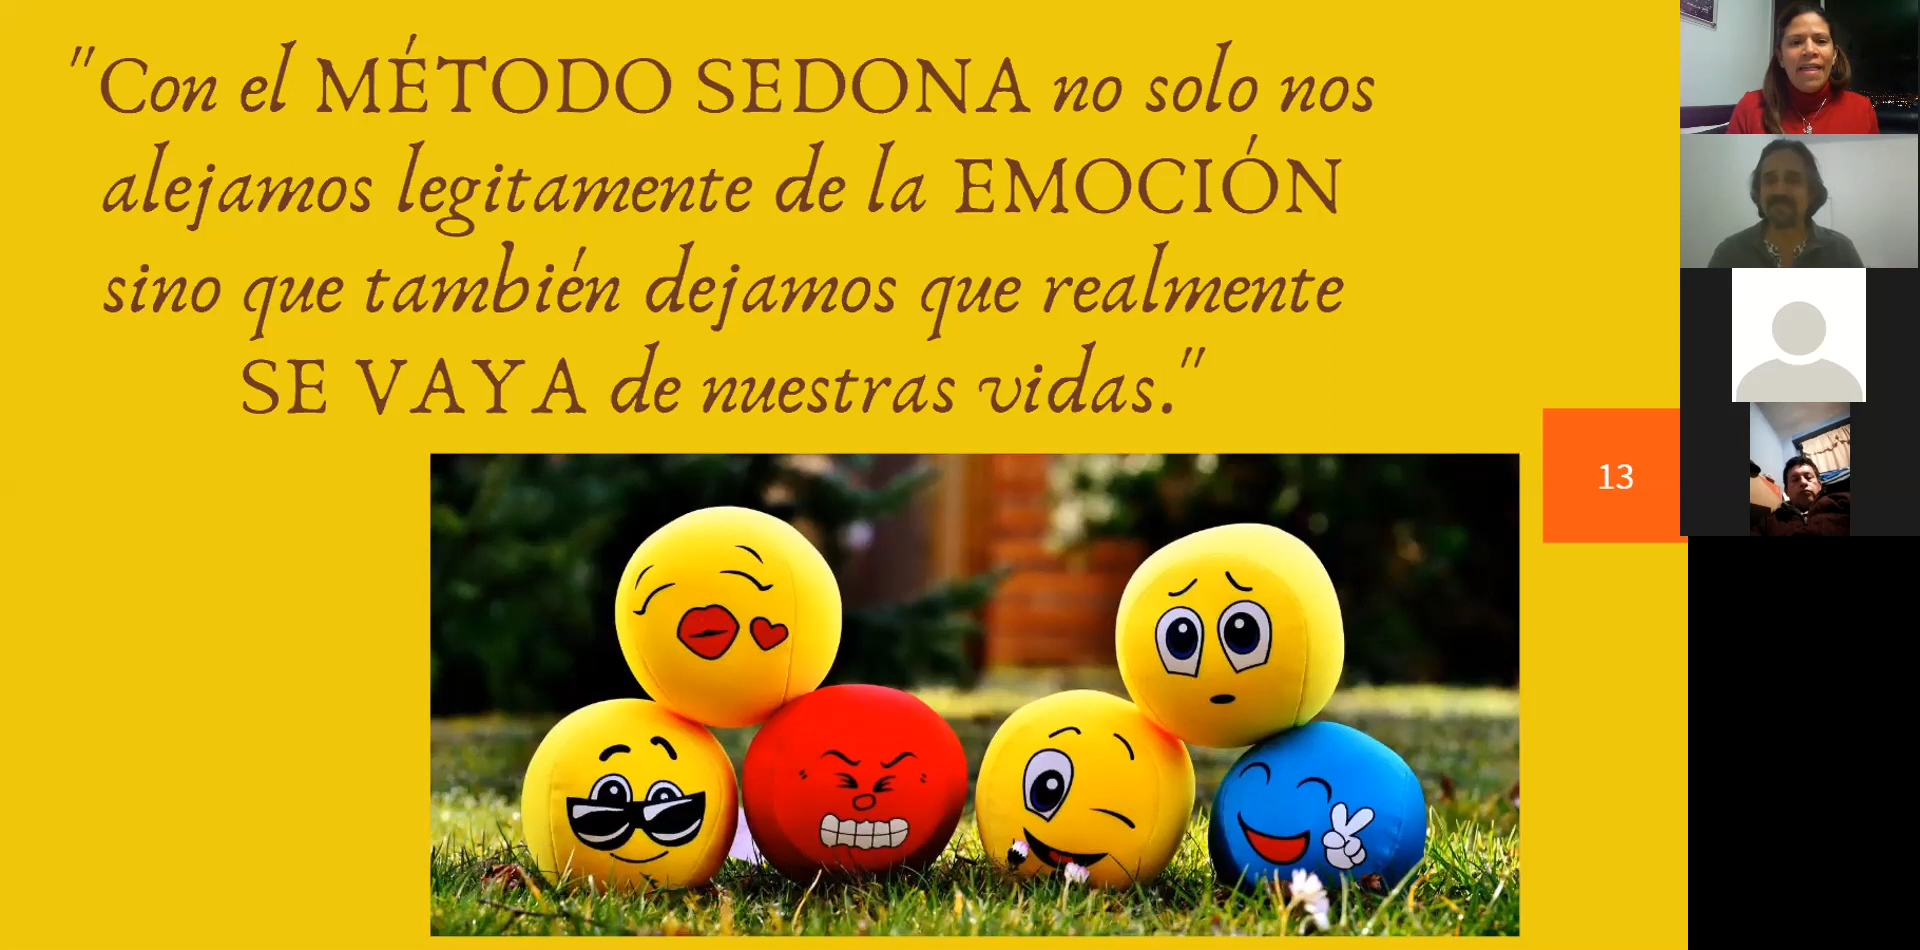 "Con el MÉTODO SEDONA no solo nos
alejamos legitamente de la EMOCIÓN
sino que también dejamos que realmente
SE VAYA de nuestras vidas."
13